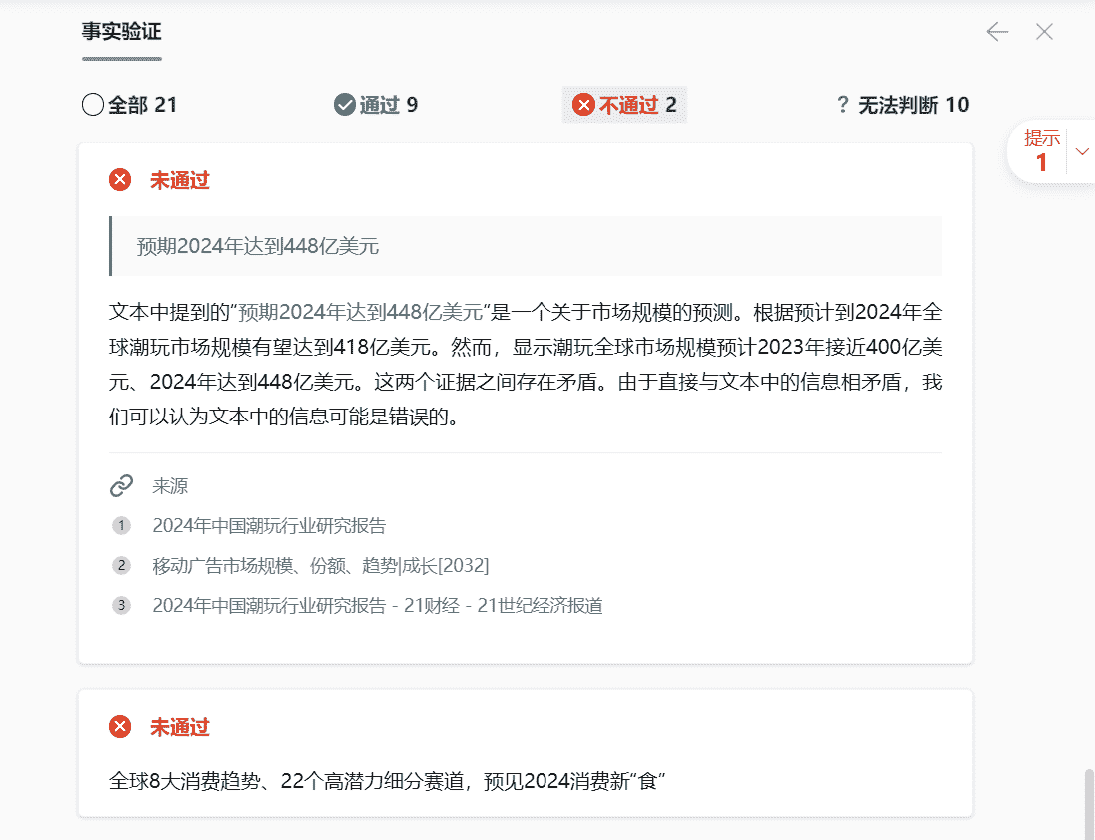 事实验证
全部 21
通过 9
不通过 2
? 无法判断 10
提示
1
未通过
预期2024年达到448亿美元
文本中提到的“预期2024年达到448亿美元”是一个关于市场规模的预测。根据预计到2024年全
球潮玩市场规模有望达到418亿美元。然而，显示潮玩全球市场规模预计2023年接近400亿美
元、2024年达到448亿美元。这两个证据之间存在矛盾。由于直接与文本中的信息相矛盾，我
们可以认为文本中的信息可能是错误的。
来源
1 2024年中国潮玩行业研究报告
2 移动广告市场规模、份额、趋势|成长[2032]
3 2024年中国潮玩行业研究报告 - 21财经 - 21世纪经济报道
未通过
全球8大消费趋势、22个高潜力细分赛道，预见2024消费新“食”